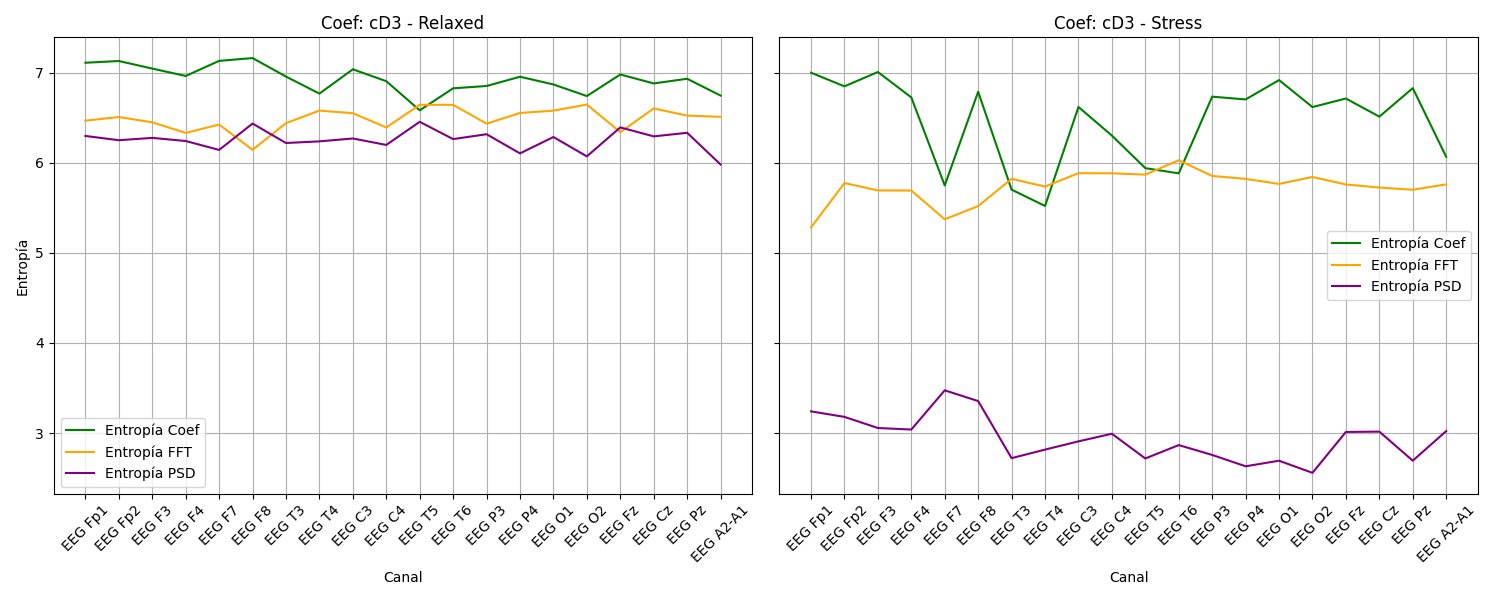 Coef: cD3 - Relaxed
Entropía
7
6
5
4
3
Entropía Coef
Entropía FFT
Entropía PSD
EEG Fp1
EEG Fp2
EEG F3
EEG F4
EEG F7
EEG F8
EEG T3
EEG T4
EEG C3
EEG C4
EEG T5
EEG T6
EEG P3
EEG P4
EEG O1
EEG O2
EEG Fz
EEG Cz
EEG Pz
EEG A2-A1
Canal
Coef: cD3 - Stress
Entropía Coef
Entropía FFT
Entropía PSD
EEG Fp1
EEG Fp2
EEG F3
EEG F4
EEG F7
EEG F8
EEG T3
EEG T4
EEG C3
EEG C4
EEG T5
EEG T6
EEG P3
EEG P4
EEG O1
EEG O2
EEG Fz
EEG Cz
EEG Pz
EEG A2-A1
Canal